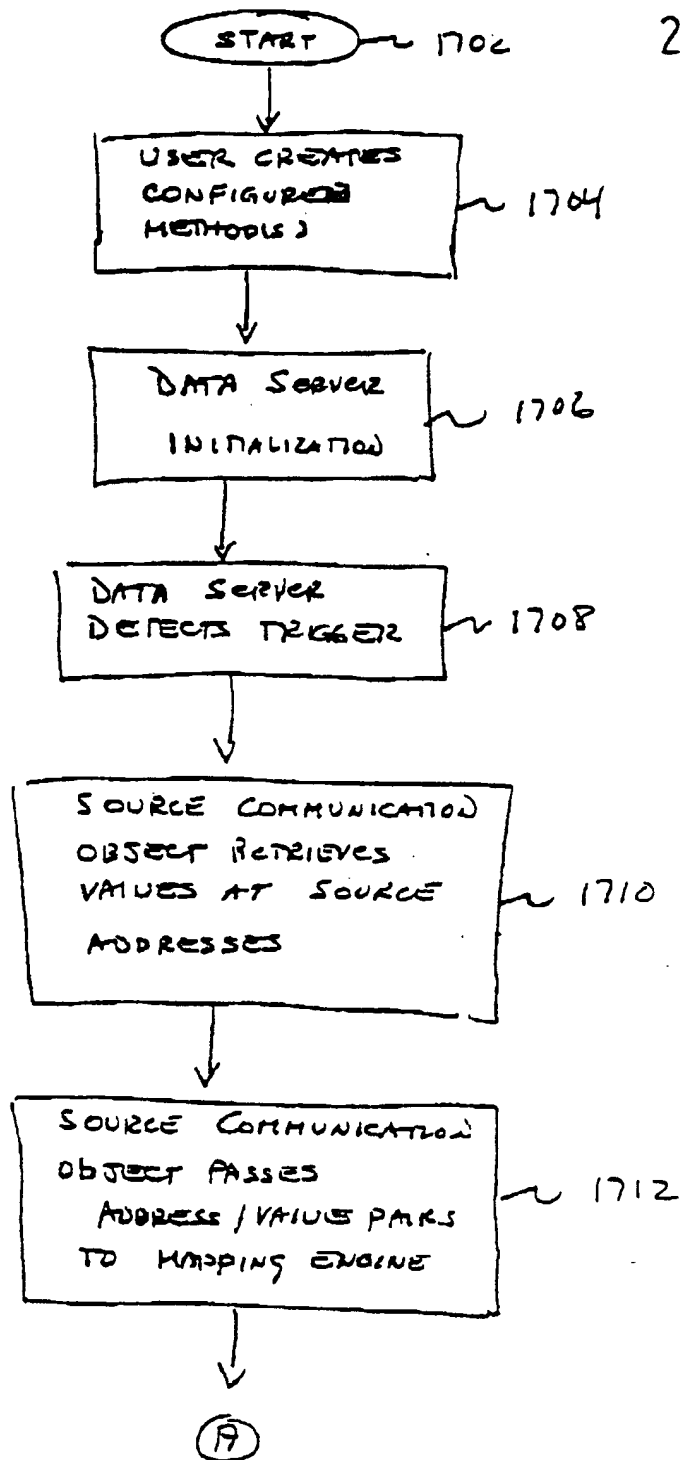 START 1702 2
USER CREATES
CONFIGURED
METHOD(S)
1704
DATA SERVER
INITIALIZATION
1706
DATA SERVER
DETECTS TRIGGER
1708
SOURCE COMMUNICATION
OBJECT RETRIEVES
VALUES AT SOURCE
ADDRESSES
1710
SOURCE COMMUNICATION
OBJECT PASSES
ADDRESS / VALUE PAIRS
TO MAPPING ENGINE
1712
A